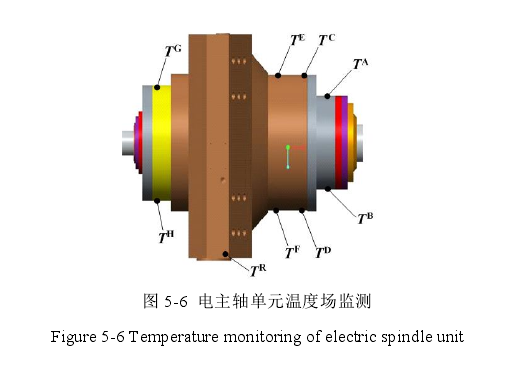 T^E T^C
T^G
T^A
T^B
T^H
T^F T^D
T^R
图 5-6 电主轴单元温度场监测
Figure 5-6 Temperature monitoring of electric spindle unit